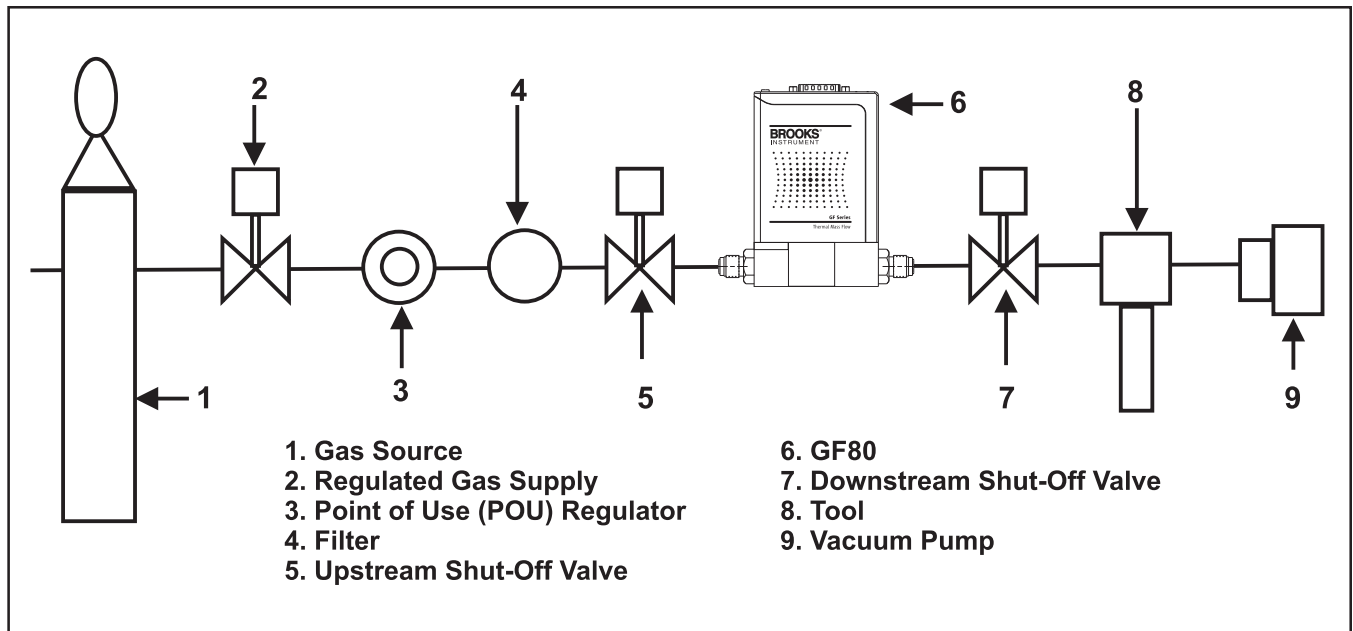 2
4
6
8
BROOKS®
INSTRUMENT
GF Series
Thermal Mass Flow
1
3
5
7
9
1. Gas Source
2. Regulated Gas Supply
3. Point of Use (POU) Regulator
4. Filter
5. Upstream Shut-Off Valve
6. GF80
7. Downstream Shut-Off Valve
8. Tool
9. Vacuum Pump